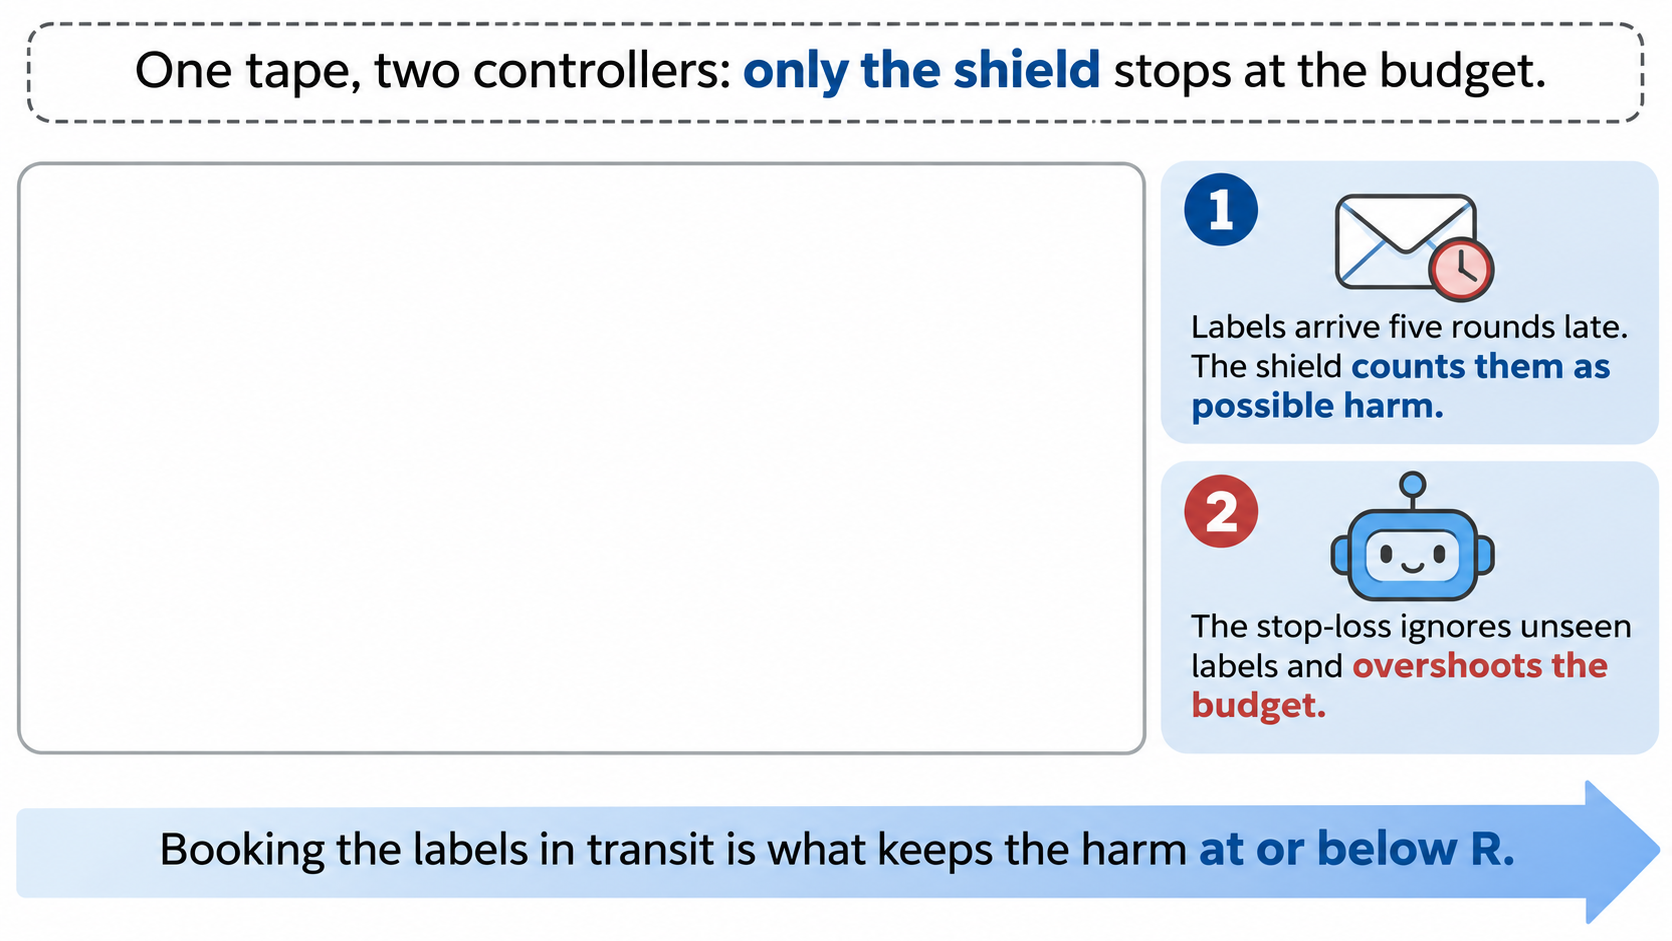 One tape, two controllers: only the shield stops at the budget.
1
Labels arrive five rounds late.
The shield counts them as
possible harm.
2
The stop-loss ignores unseen
labels and overshoots the
budget.
Booking the labels in transit is what keeps the harm at or below R.